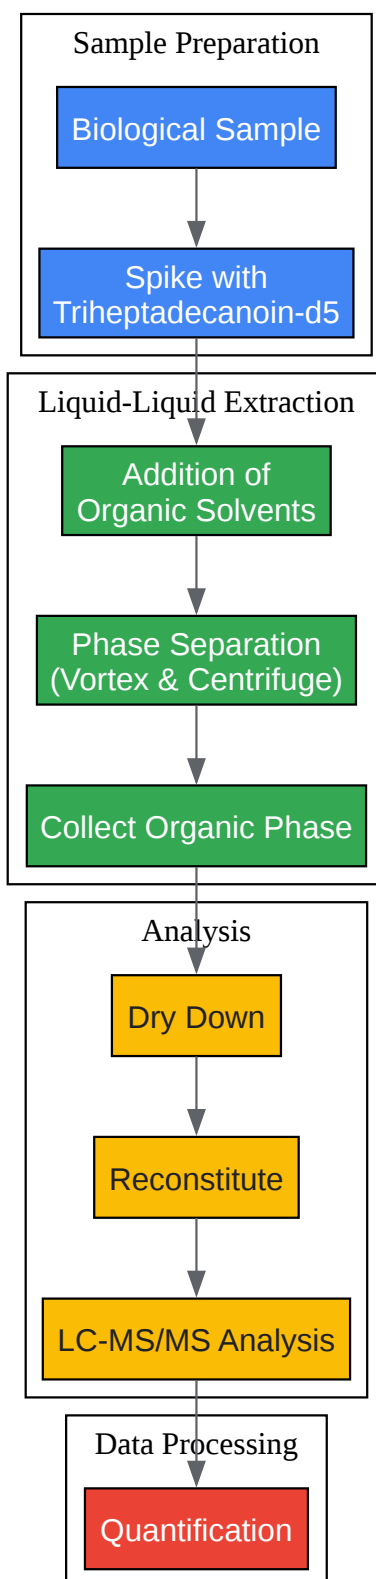 Sample Preparation
Biological Sample
Spike with
Triheptadecanoin-d5
Liquid-Liquid Extraction
Addition of
Organic Solvents
Phase Separation
(Vortex & Centrifuge)
Collect Organic Phase
Analysis
Dry Down
Reconstitute
LC-MS/MS Analysis
Data Processing
Quantification